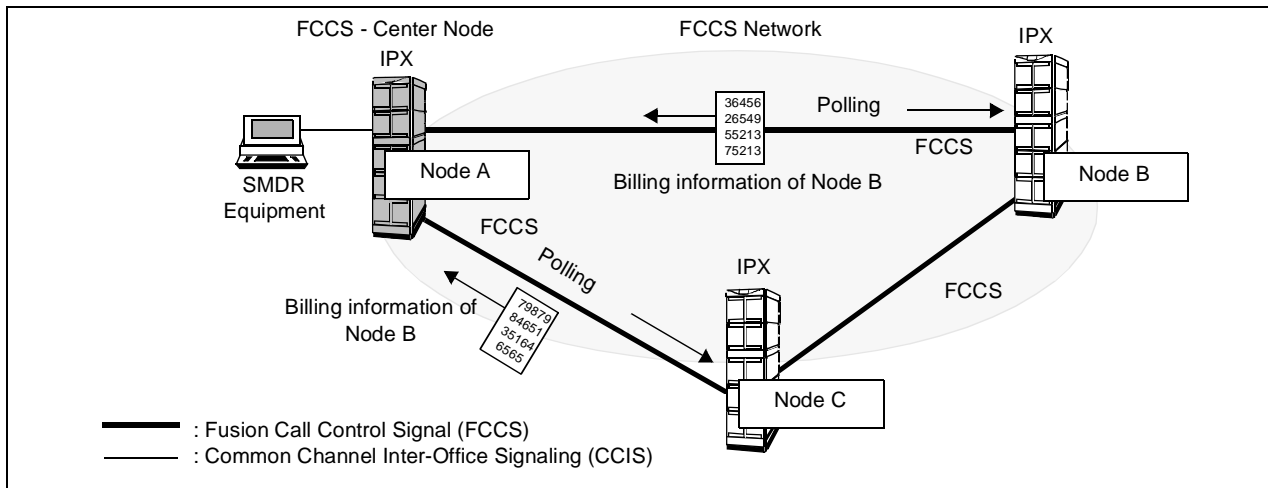 FCCS - Center Node
FCCS Network
IPX
IPX
36456
26549
55213
75213
Polling
FCCS
Node A
Billing information of Node B
Node B
SMDR
Equipment
FCCS
Polling
IPX
FCCS
Billing information of
Node B
79879
84651
35164
6565
Node C
: Fusion Call Control Signal (FCCS)
: Common Channel Inter-Office Signaling (CCIS)